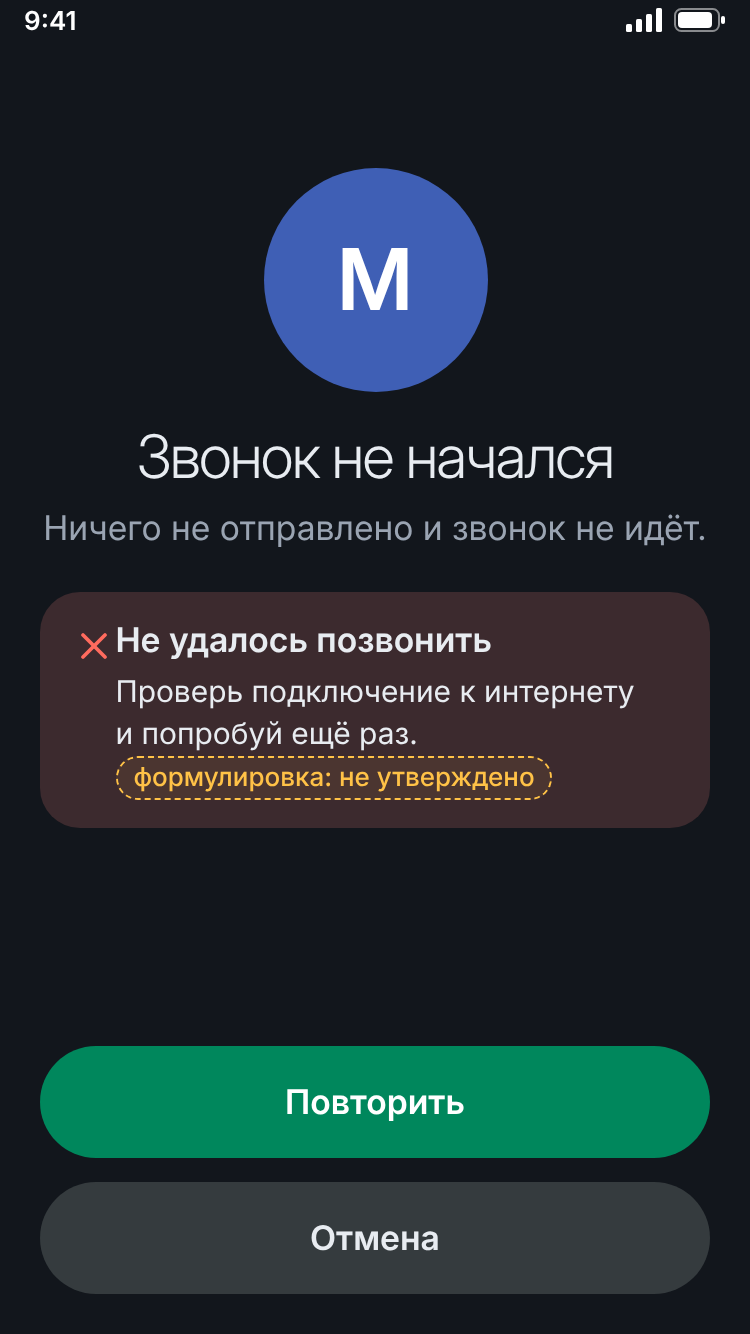 9:41
M
Звонок не начался
Ничего не отправлено и звонок не идёт.
Не удалось позвонить
Проверь подключение к интернету
и попробуй ещё раз.
формулировка: не утверждено
Повторить
Отмена